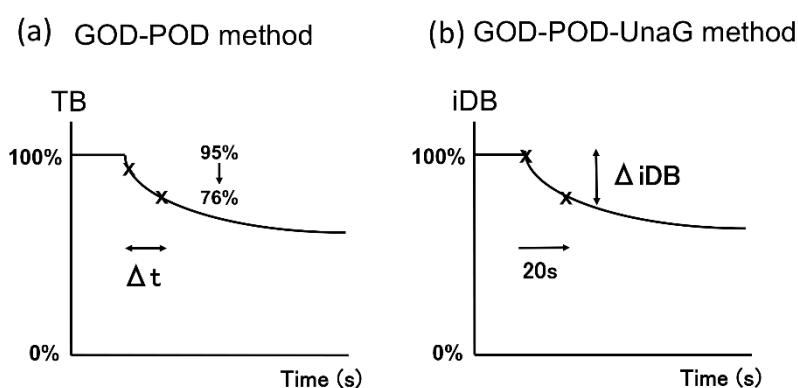 (a) GOD-POD method
TB
100%
95%
76%
Δt
0%
Time (s)
(b) GOD-POD-UnaG method
iDB
100%
Δ iDB
20s
0%
Time (s)